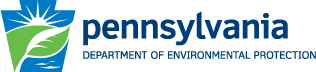 pennsylvania
DEPARTMENT OF ENVIRONMENTAL PROTECTION